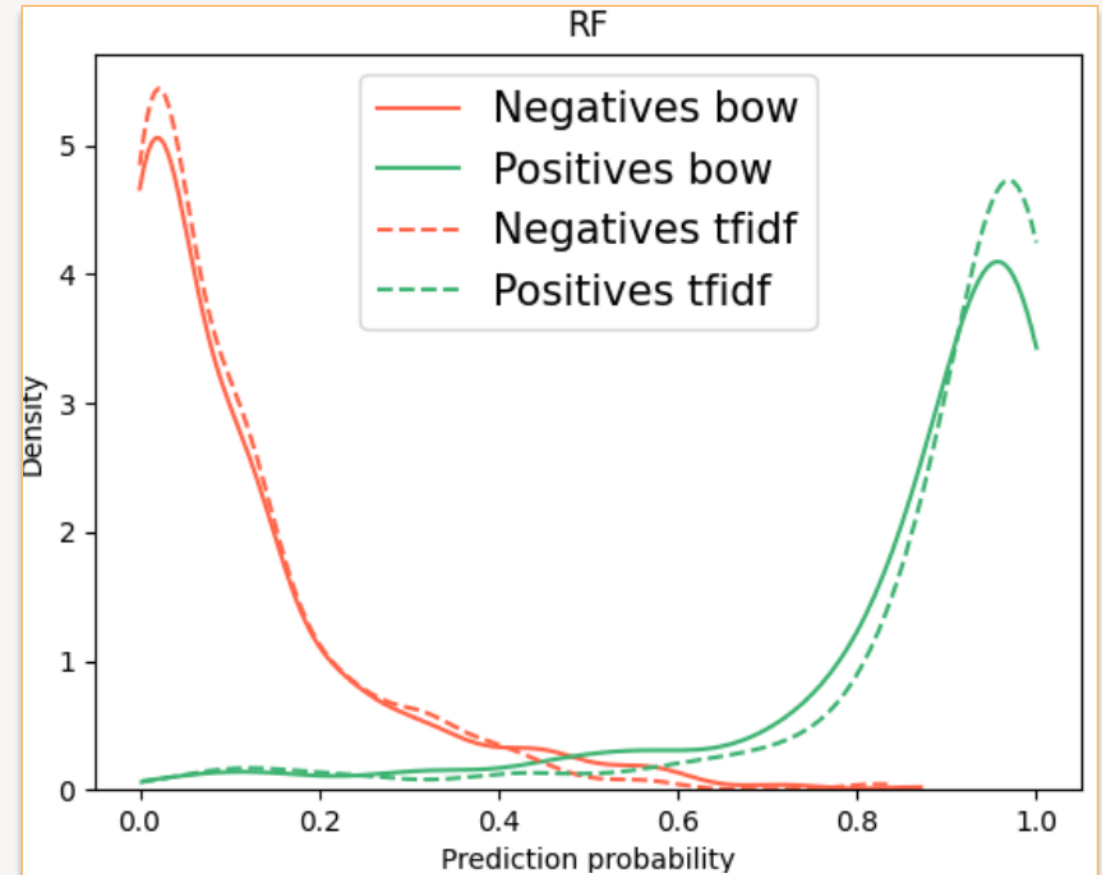 RF
Negatives bow
Positives bow
Negatives tfidf
Positives tfidf
Density
5
4
3
2
1
0
0.0 0.2 0.4 0.6 0.8 1.0
Prediction probability